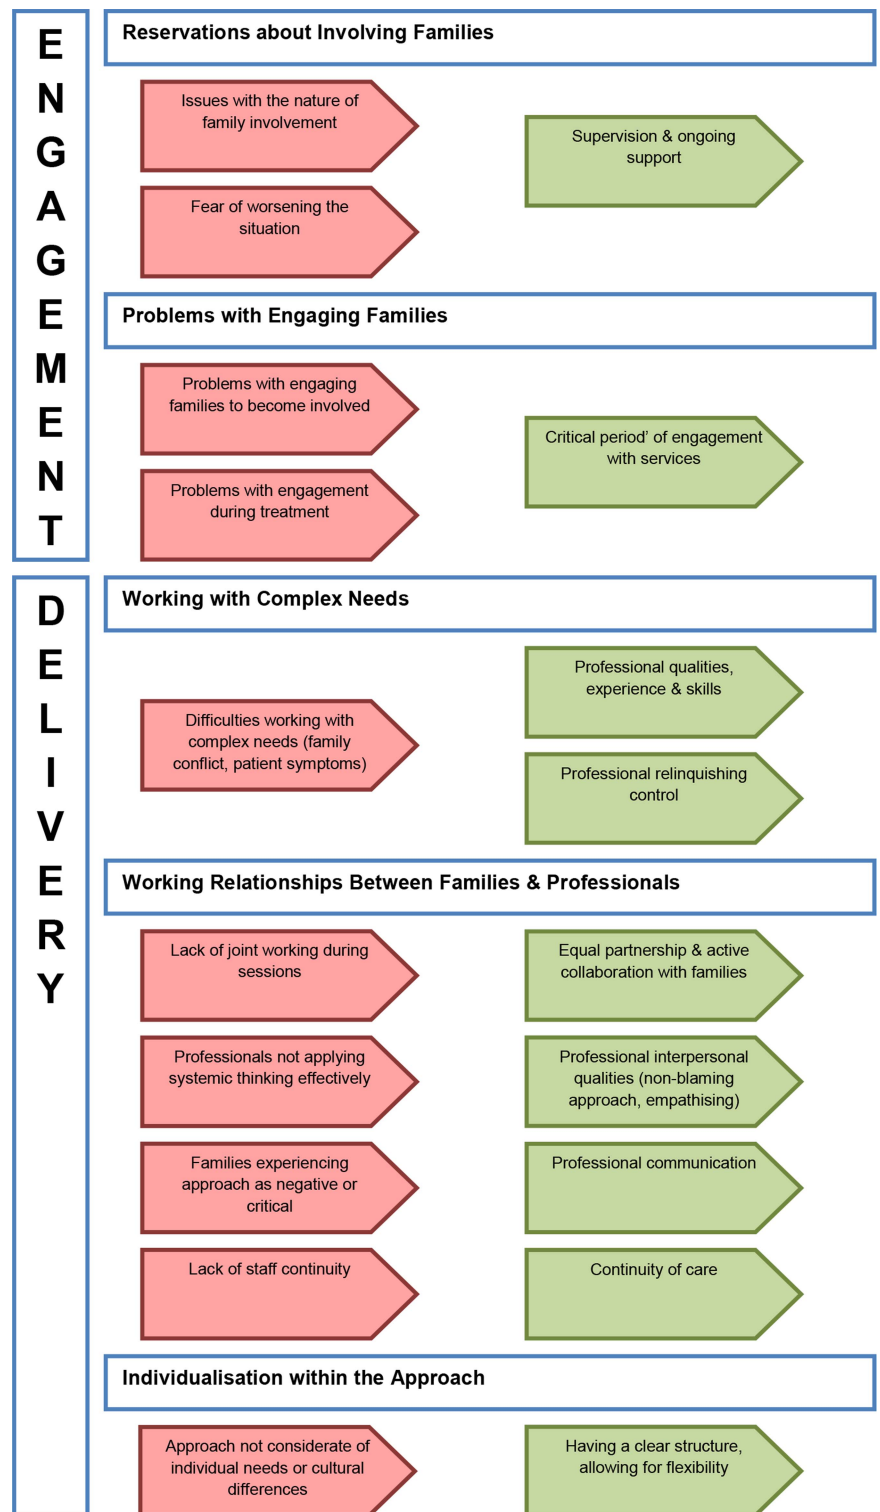 ENGAGEMENT
Reservations about Involving Families
Issues with the nature of
family involvement
Supervision & ongoing
support
Fear of worsening the
situation
Problems with Engaging Families
Problems with engaging
families to become involved
Critical period’ of engagement
with services
Problems with engagement
during treatment
DELIVERY
Working with Complex Needs
Difficulties working with
complex needs (family
conflict, patient symptoms)
Professional qualities,
experience & skills
Professional relinquishing
control
Working Relationships Between Families & Professionals
Lack of joint working during
sessions
Equal partnership & active
collaboration with families
Professionals not applying
systemic thinking effectively
Professional interpersonal
qualities (non-blaming
approach, empathising)
Families experiencing
approach as negative or
critical
Professional communication
Lack of staff continuity
Continuity of care
Individualisation within the Approach
Approach not considerate of
individual needs or cultural
differences
Having a clear structure,
allowing for flexibility